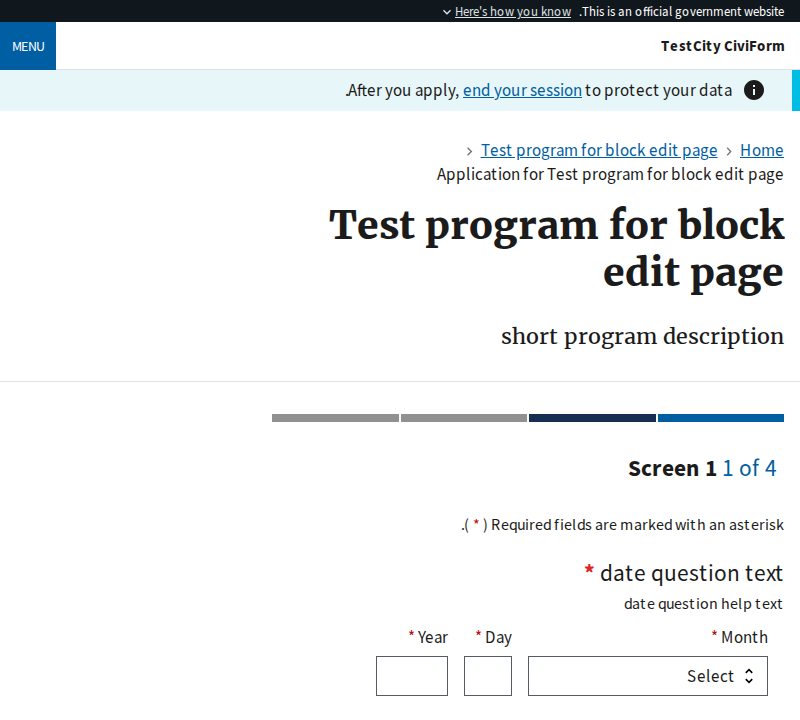 This is an official government website. Here's how you know
TestCity CiviForm
MENU
After you apply, end your session to protect your data.
Home > Test program for block edit page >
Application for Test program for block edit page
Test program for block
edit page
short program description
Screen 1 1 of 4
Required fields are marked with an asterisk ( * ).
date question text *
date question help text
Month * Day * Year *
Select